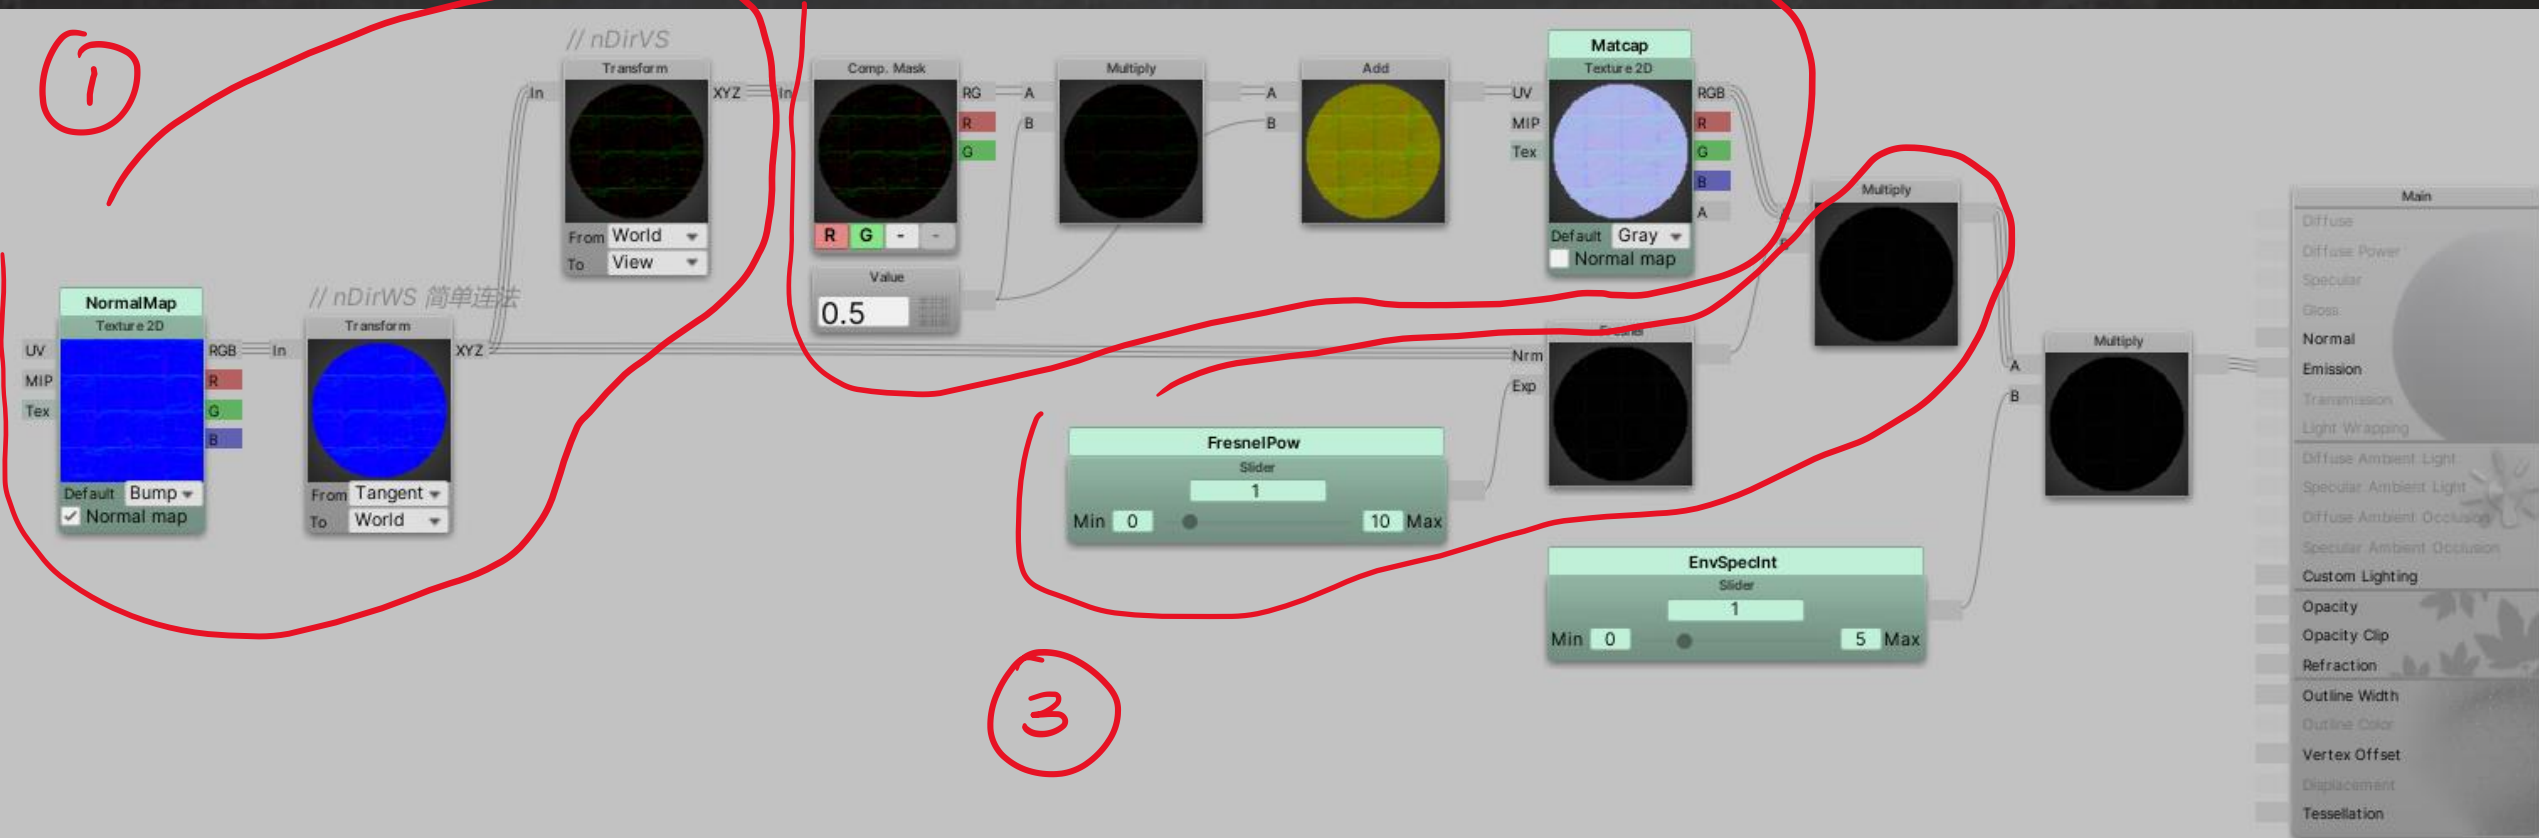 1
// nDirVS
Transform
In
XYZ
From World
To View
NormalMap
Texture 2D
UV
MIP
Tex
RGB
R
G
B
Default Bump
Normal map
// nDirWS 简单连法
Transform
In
XYZ
From Tangent
To World
Comp. Mask
In
RG
R
G
R G - -
Value
0.5
Multiply
A
B
Add
A
B
Matcap
Texture 2D
UV
MIP
Tex
RGB
R
G
B
A
Default Gray
Normal map
Nrm
Exp
FresnelPow
Slider
1
Min 0 10 Max
3
Multiply
EnvSpecInt
Slider
1
Min 0 5 Max
Multiply
A
B
Main
Diffuse
Diffuse Power
Specular
Gloss
Normal
Emission
Transmission
Light Wrapping
Diffuse Ambient Light
Specular Ambient Light
Diffuse Ambient Occlusion
Specular Ambient Occlusion
Custom Lighting
Opacity
Opacity Clip
Refraction
Outline Width
Outline Color
Vertex Offset
Displacement
Tessellation